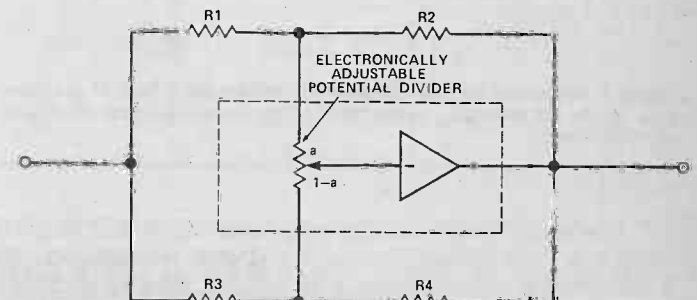 R1
R2
ELECTRONICALLY
ADJUSTABLE
POTENTIAL DIVIDER
a
-
1-a
R3
R4